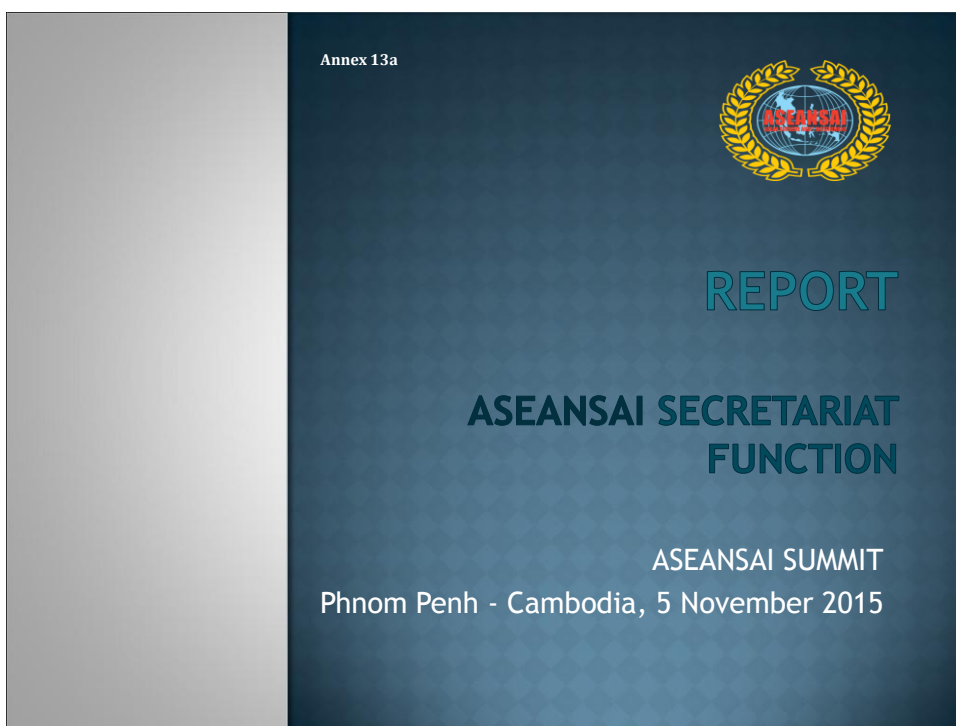 Annex 13a
ASEANSAI
REPORT
ASEANSAI SECRETARIAT
FUNCTION
ASEANSAI SUMMIT
Phnom Penh - Cambodia, 5 November 2015